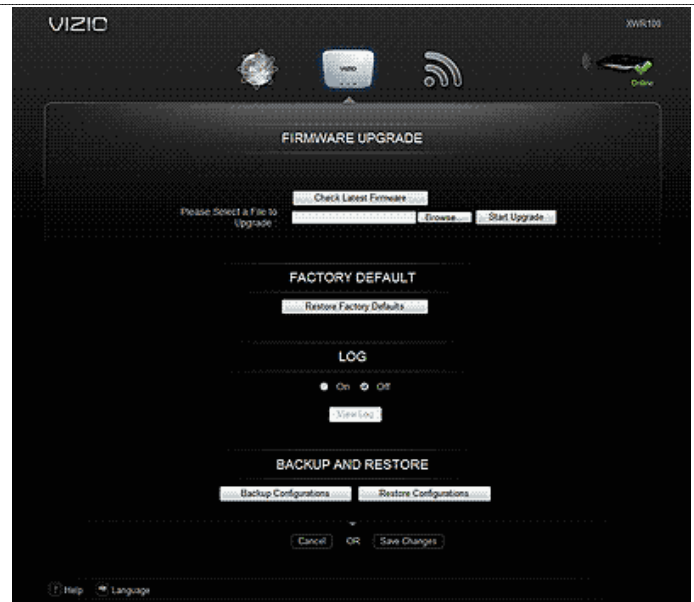 VIZIO
XWR100
VIZIO
Online
FIRMWARE UPGRADE
Check Latest Firmware
Please Select a File to
Upgrade :
Browse...
Start Upgrade
FACTORY DEFAULT
Restore Factory Defaults
LOG
On Off
View Log
BACKUP AND RESTORE
Backup Configurations Restore Configurations
Cancel OR Save Changes
? Help Language